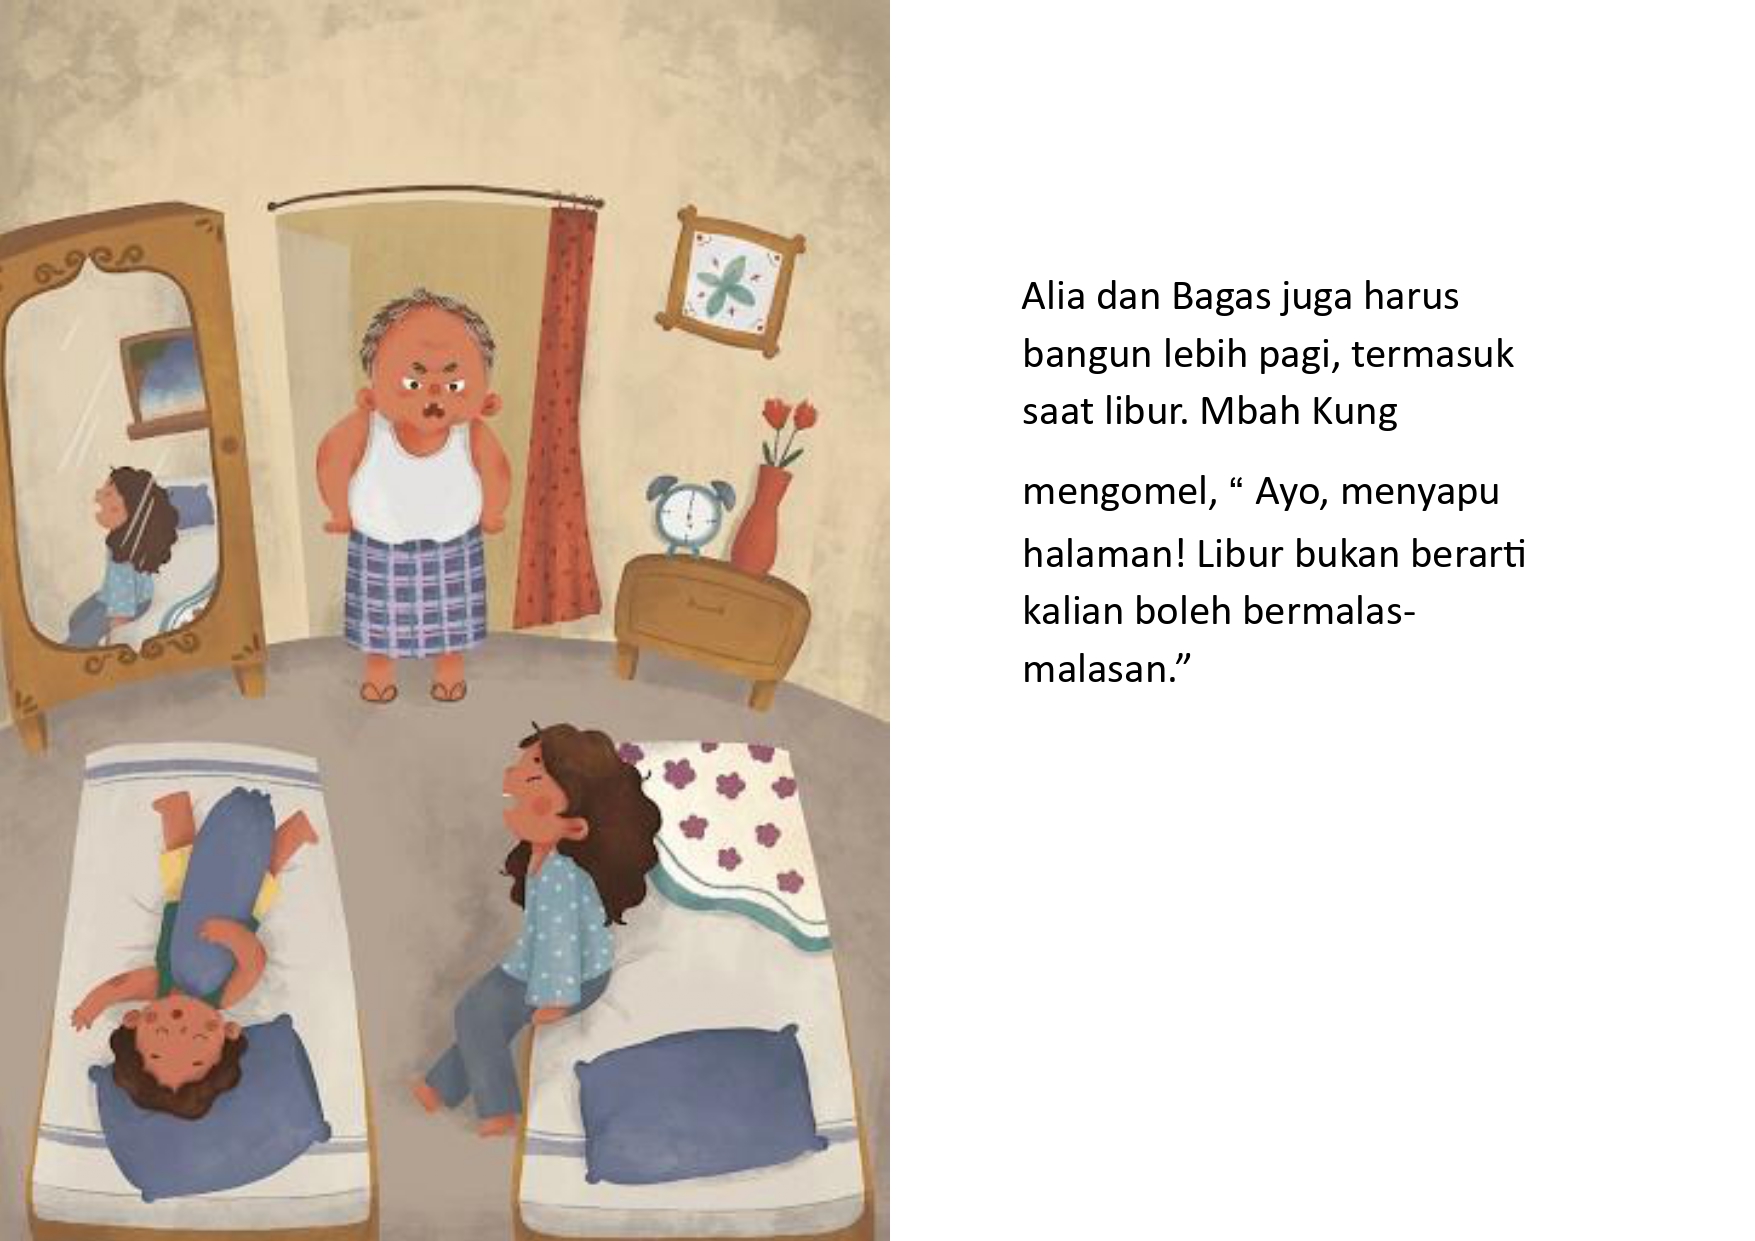 Alia dan Bagas juga harus
bangun lebih pagi, termasuk
saat libur. Mbah Kung
mengomel, “ Ayo, menyapu
halaman! Libur bukan berarti
kalian boleh bermalas-
malasan.”